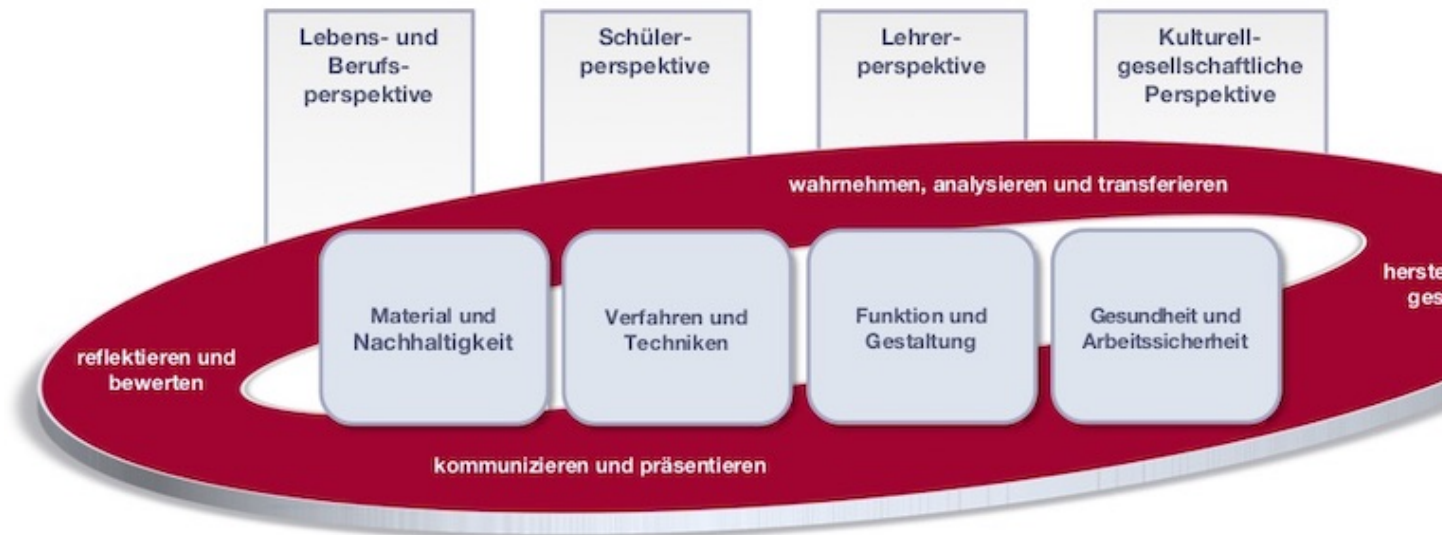 Lebens- und
Berufs-
perspektive
Schüler-
perspektive
Lehrer-
perspektive
Kulturell-
gesellschaftliche
Perspektive
wahrnehmen, analysieren und transferieren
Material und
Nachhaltigkeit
Verfahren und
Techniken
Funktion und
Gestaltung
Gesundheit und
Arbeitssicherheit
reflektieren und
bewerten
kommunizieren und präsentieren